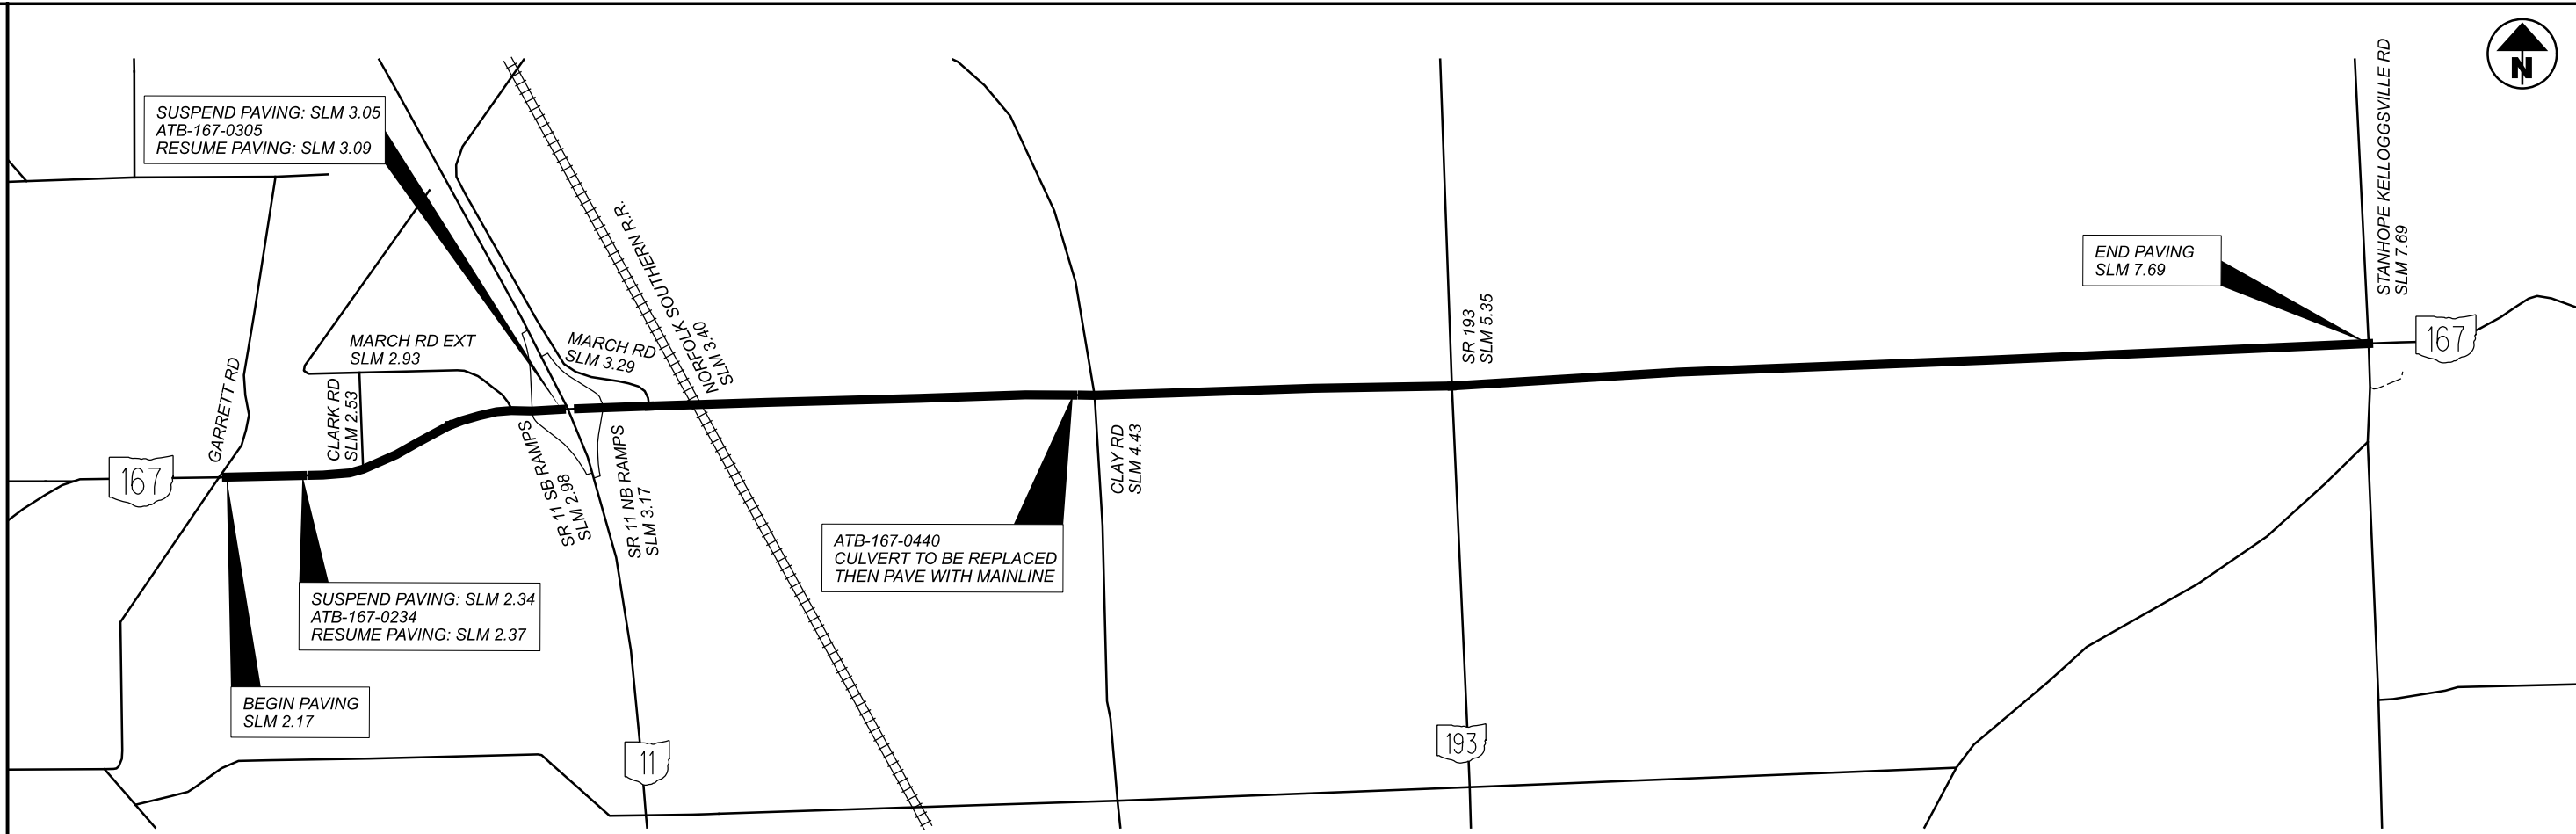 SUSPEND PAVING: SLM 3.05
ATB-167-0305
RESUME PAVING: SLM 3.09
N
STANHOPE KELLOGGSVILLE RD
SLM 7.69
END PAVING
SLM 7.69
167
NORFOLK SOUTHERN R.R.
SLM 3.40
MARCH RD EXT
SLM 2.93
MARCH RD
SLM 3.29
SR 193
SLM 5.35
GARRETT RD
CLARK RD
SLM 2.53
167
SR 11 SB RAMPS
SLM 2.98
SR 11 NB RAMPS
SLM 3.17
CLAY RD
SLM 4.43
ATB-167-0440
CULVERT TO BE REPLACED
THEN PAVE WITH MAINLINE
SUSPEND PAVING: SLM 2.34
ATB-167-0234
RESUME PAVING: SLM 2.37
BEGIN PAVING
SLM 2.17
11
193